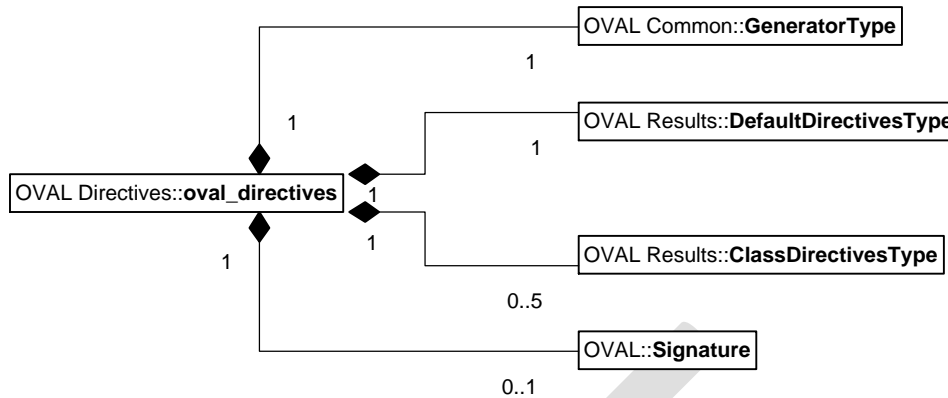 OVAL Common::GeneratorType
1
1
OVAL Results::DefaultDirectivesType
1
OVAL Directives::oval_directives
1
1
1
OVAL Results::ClassDirectivesType
0..5
OVAL::Signature
0..1